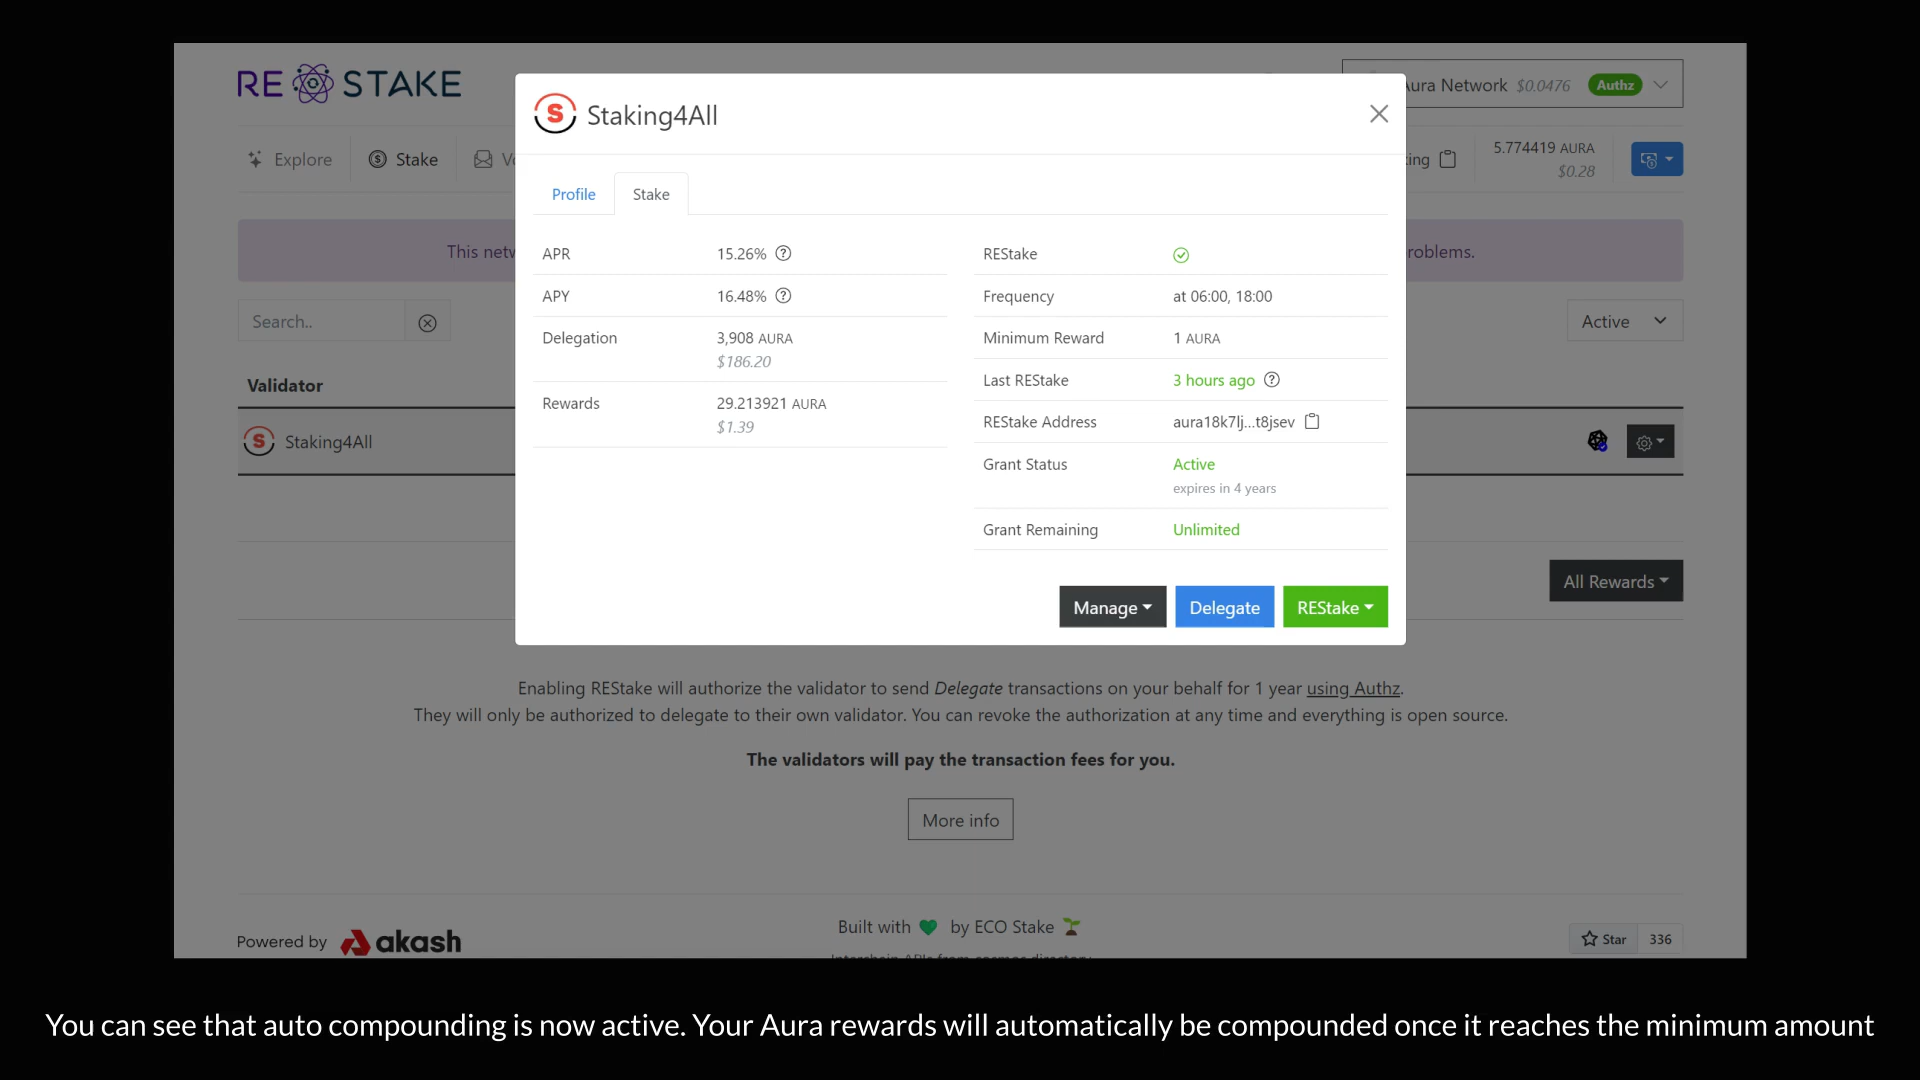 RE STAKE
Aura Network $0.0476 Authz
Explore
Stake
5.774419 AURA
$0.28
This
roblems.
Search..
Active
Validator
Staking4All
All Rewards
S Staking4All
Profile
Stake
APR 15.26%
APY 16.48%
Delegation 3,908 AURA
$186.20
Rewards 29.213921 AURA
$1.39
REStake
Frequency at 06:00, 18:00
Minimum Reward 1 AURA
Last REStake 3 hours ago
REStake Address aura18k7lj...t8jsev
Grant Status Active
expires in 4 years
Grant Remaining Unlimited
Manage Delegate REStake
Enabling REStake will authorize the validator to send Delegate transactions on your behalf for 1 year using Authz.
They will only be authorized to delegate to their own validator. You can revoke the authorization at any time and everything is open source.
The validators will pay the transaction fees for you.
More info
Powered by akash
Built with by ECO Stake
Star 336
You can see that auto compounding is now active. Your Aura rewards will automatically be compounded once it reaches the minimum amount